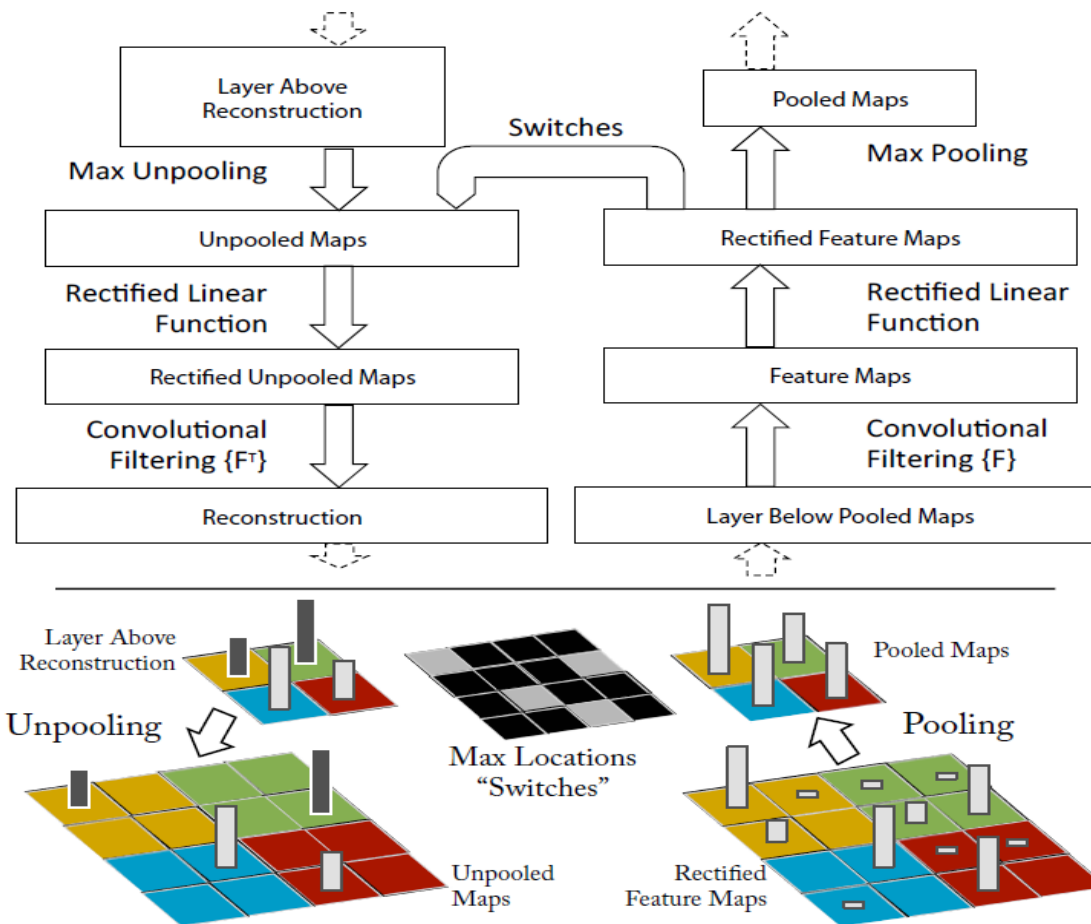 Layer Above
Reconstruction
Pooled Maps
Switches
Max Unpooling
Max Pooling
Unpooled Maps
Rectified Feature Maps
Rectified Linear
Function
Rectified Linear
Function
Rectified Unpooled Maps
Feature Maps
Convolutional
Filtering {Fᵀ}
Convolutional
Filtering {F}
Reconstruction
Layer Below Pooled Maps
Layer Above
Reconstruction
Pooled Maps
Unpooling
Pooling
Max Locations
“Switches”
Unpooled
Maps
Rectified
Feature Maps